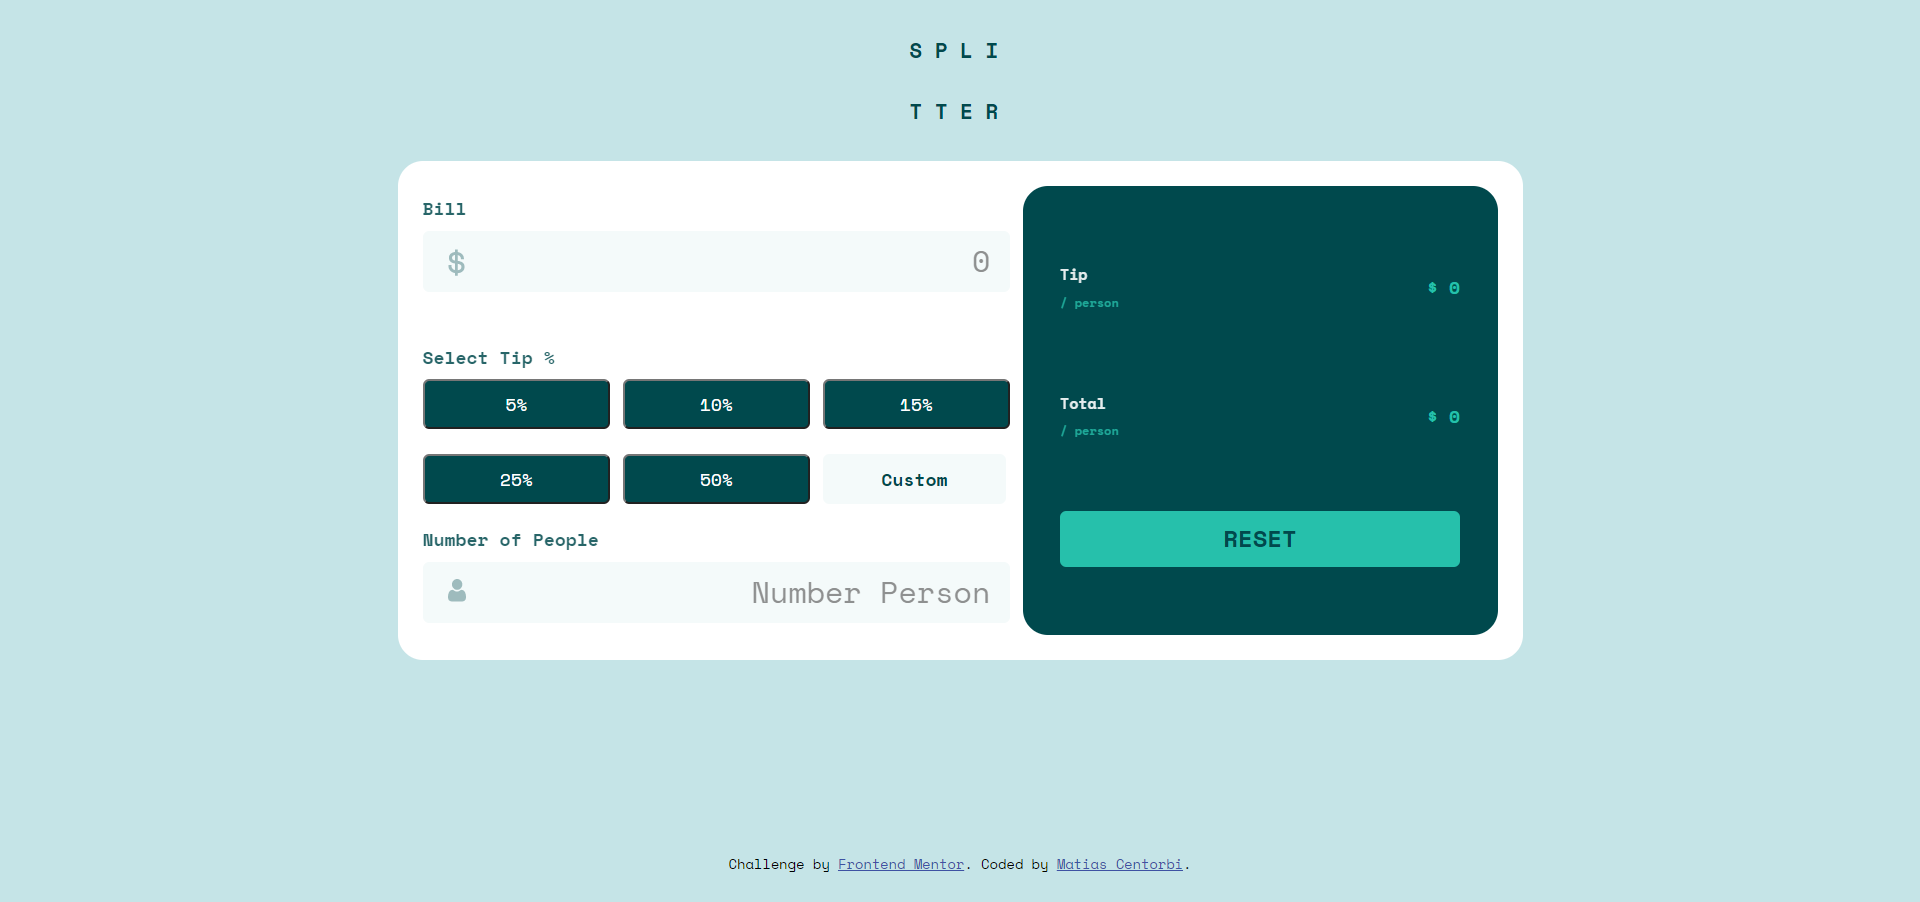 S P L I
T T E R
Bill
$ 0
Select Tip %
5% 10% 15%
25% 50% Custom
Number of People
Number Person
Tip
/ person
$ 0
Total
/ person
$ 0
RESET
Challenge by Frontend Mentor. Coded by Matias Centorbi.